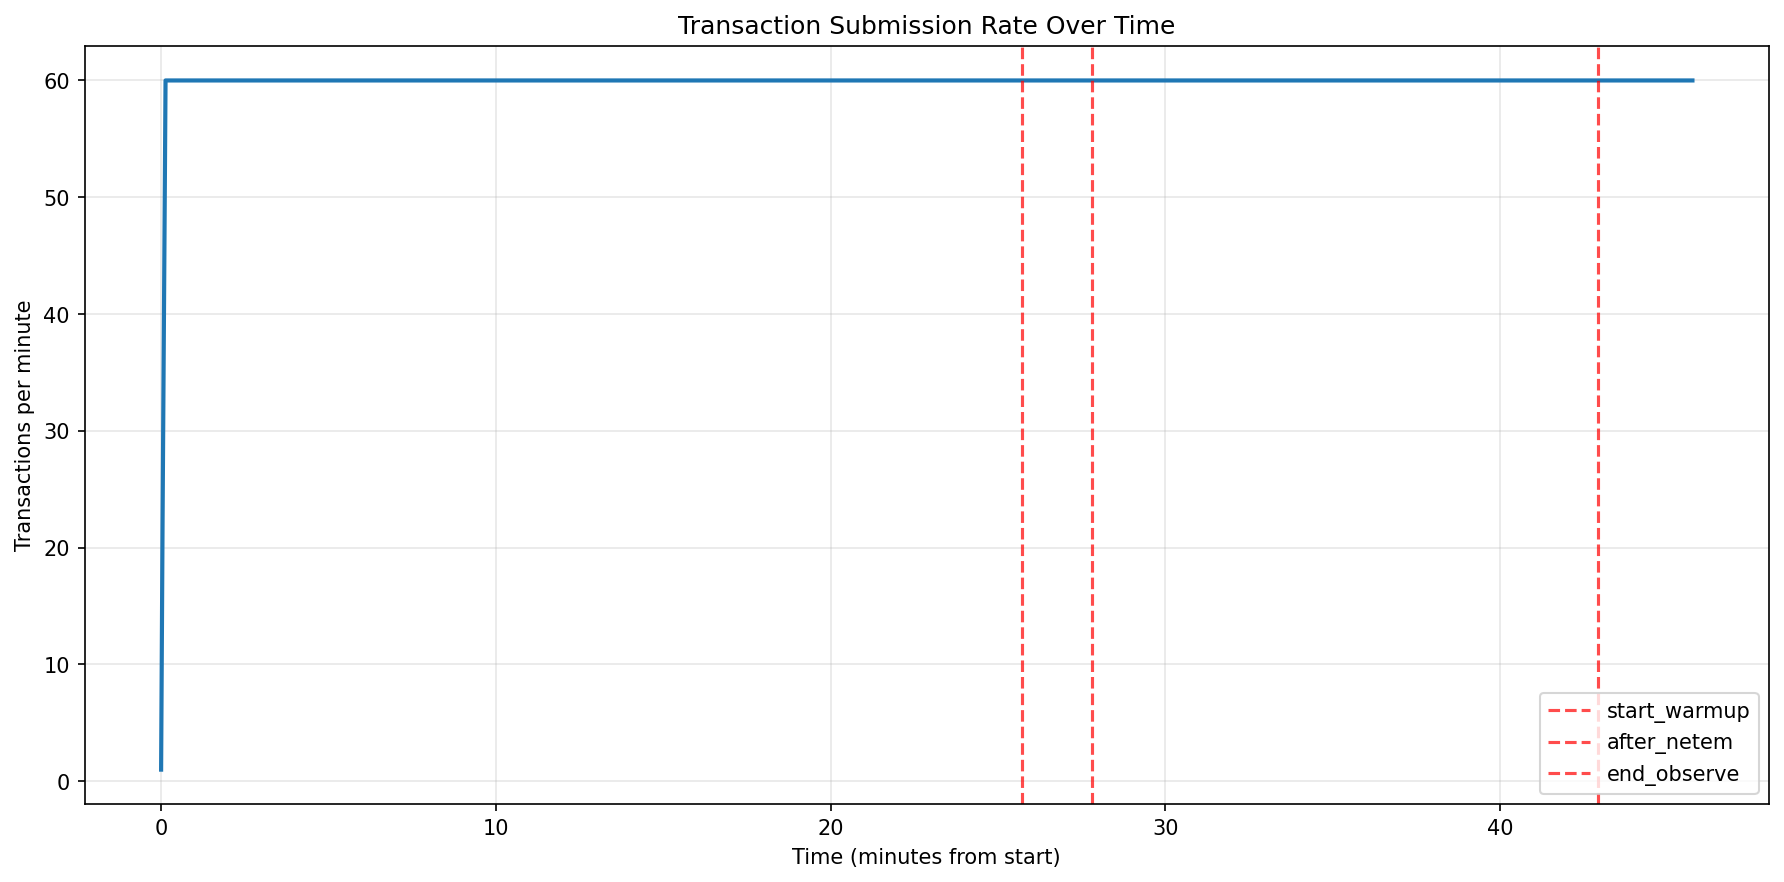 Transaction Submission Rate Over Time
Transactions per minute
60
50
40
30
20
10
0
0 10 20 30 40
Time (minutes from start)
start_warmup
after_netem
end_observe